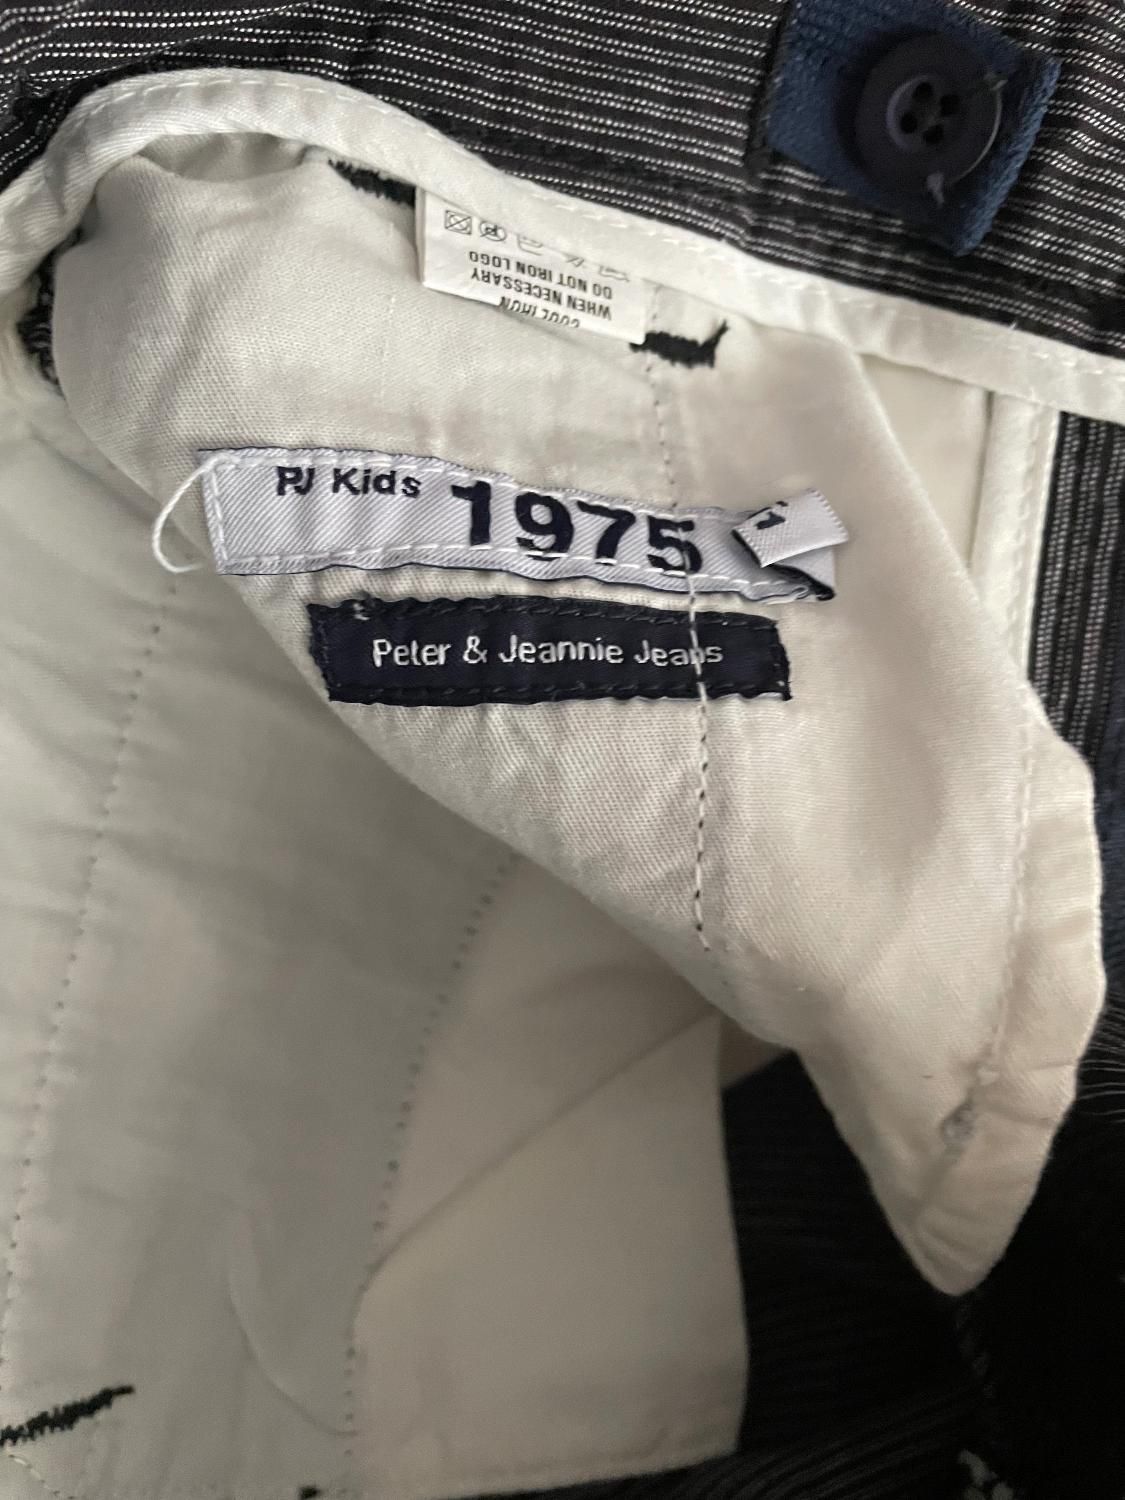 COOL IRON
WHEN NECESSARY
DO NOT IRON LOGO
PJ Kids 1975
Peter & Jeannie Jeans